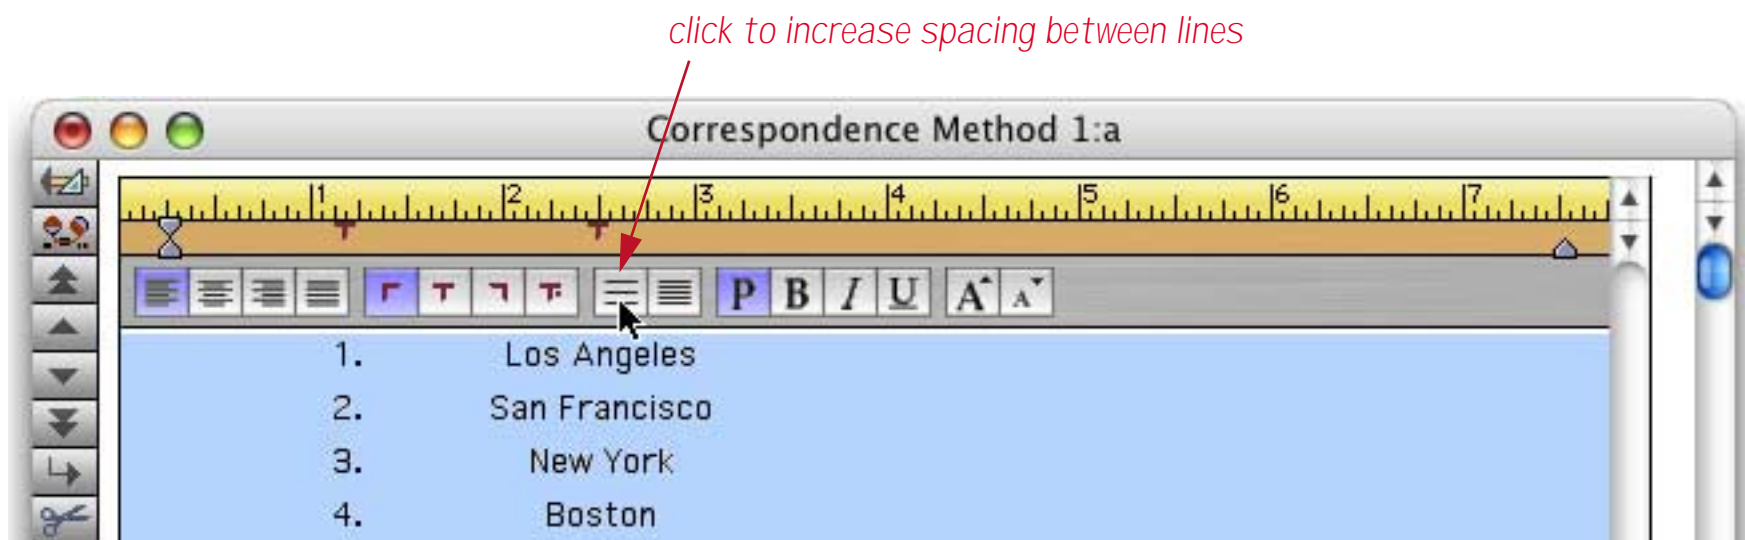 click to increase spacing between lines
Correspondence Method 1:a
1 2 3 4 5 6 7
P B I U A A
1. Los Angeles
2. San Francisco
3. New York
4. Boston